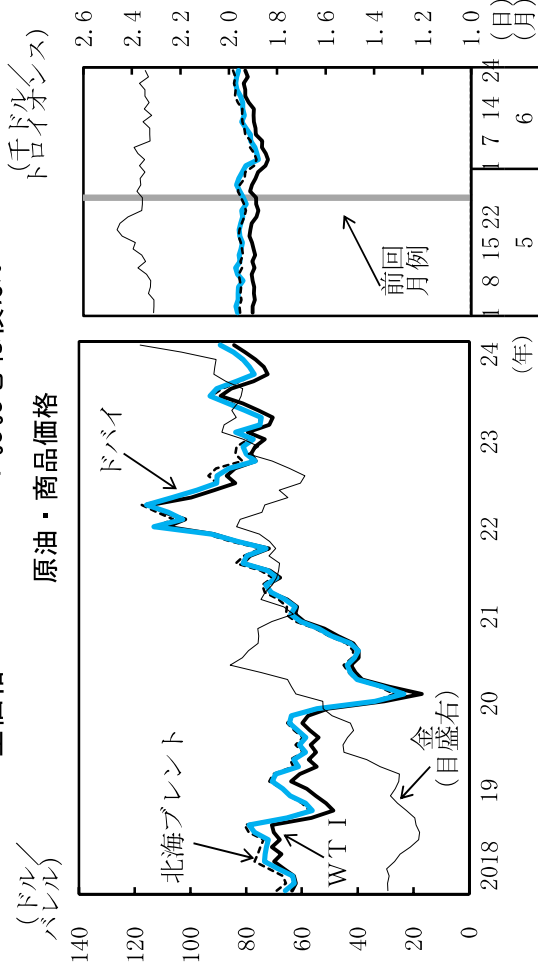 原油・商品価格
(ドル/
バレル)
(千ドル/
トロイオンス)
140
120
100
80
60
40
20
0
北海ブレント
WTI
ドバイ
金
(目盛右)
2018
19
20
21
22
23
24
(年)
前回
月例
2.6
2.4
2.2
2.0
1.8
1.6
1.4
1.2
1.0
1
8
15
22
1
7
14
24
(日)
5
6
(月)